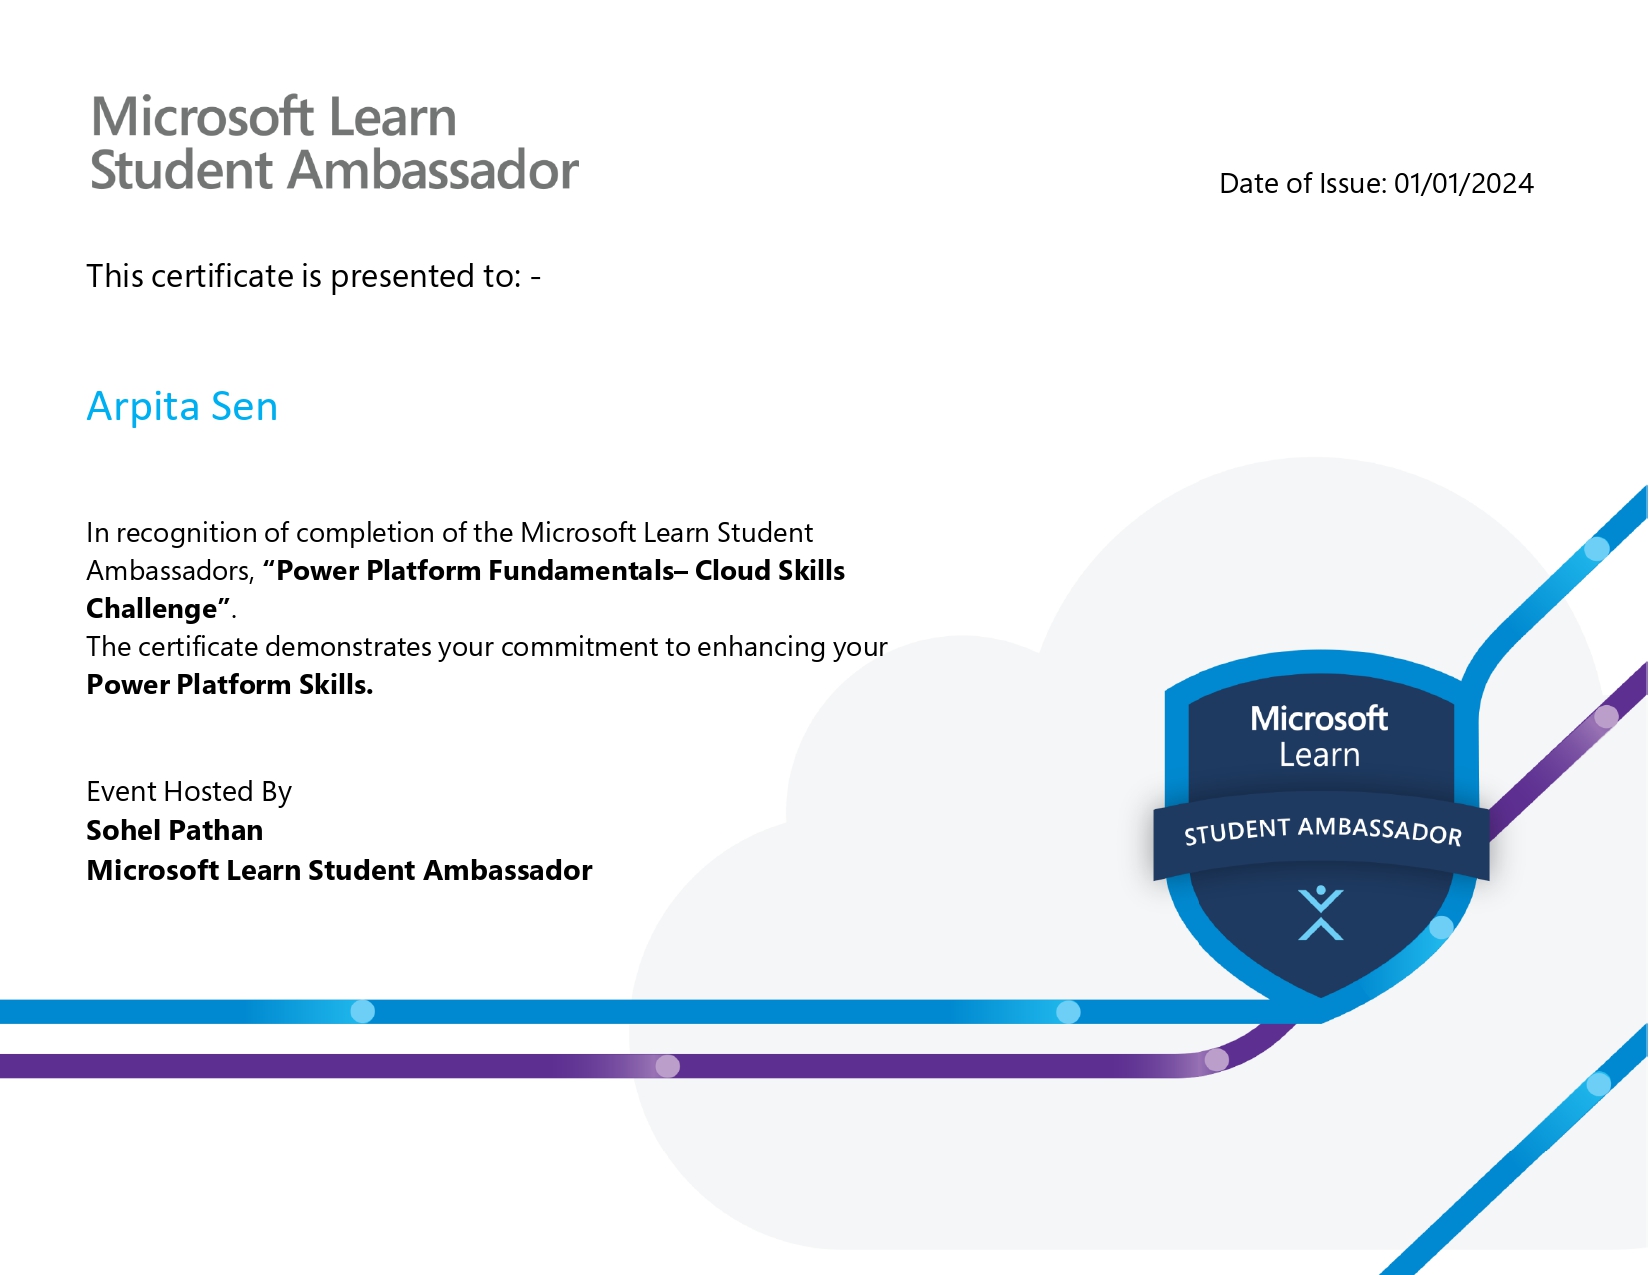 Microsoft Learn
Student Ambassador
Date of Issue: 01/01/2024
This certificate is presented to: -
Arpita Sen
In recognition of completion of the Microsoft Learn Student
Ambassadors, “Power Platform Fundamentals– Cloud Skills
Challenge”.
The certificate demonstrates your commitment to enhancing your
Power Platform Skills.
Event Hosted By
Sohel Pathan
Microsoft Learn Student Ambassador
Microsoft
Learn
STUDENT AMBASSADOR